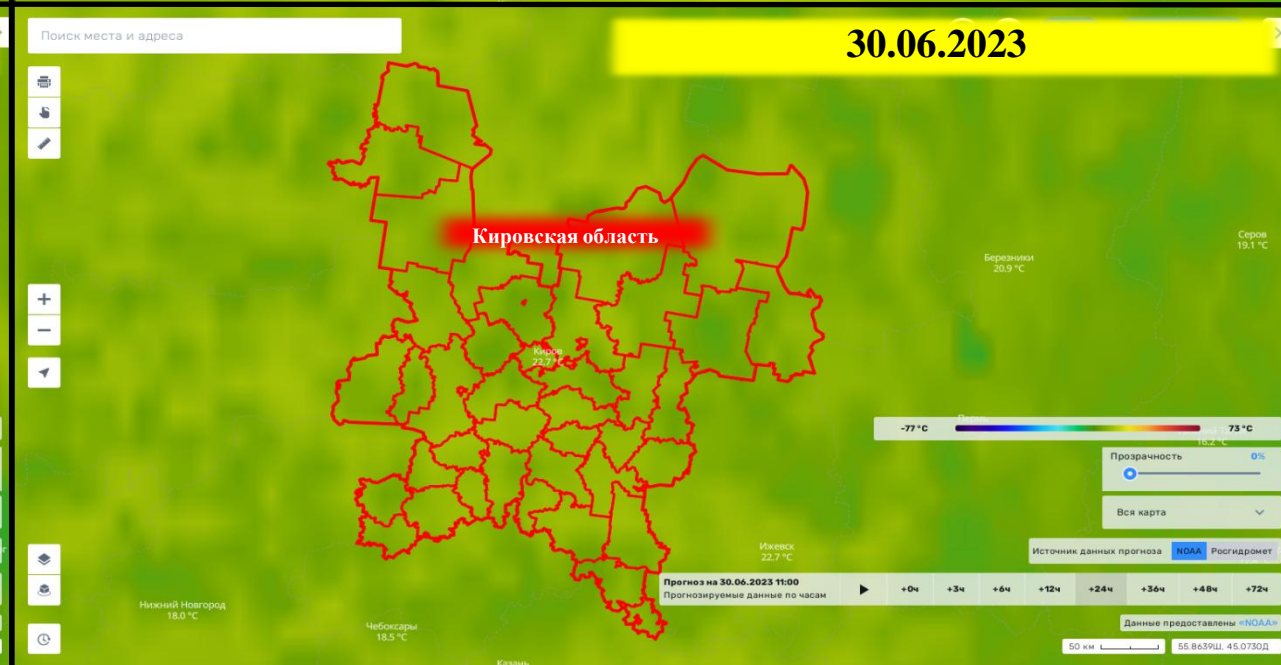 Поиск места и адреса
30.06.2023
Кировская область
Серов
19.1 °C
Березники
20.9 °C
Киров
22.7 °C
-77 °C
73 °C
16.2 °C
Прозрачность
0%
Вся карта
Ижевск
22.7 °C
Источник данных прогноза
NOAA
Росгидромет
Прогноз на 30.06.2023 11:00
Прогнозируемые данные по часам
+0ч
+3ч
+6ч
+12ч
+24ч
+36ч
+48ч
+72ч
Нижний Новгород
18.0 °C
Чебоксары
18.5 °C
Данные предоставлены «NOAA»
50 км
55.8639Ш, 45.0730Д
Казань